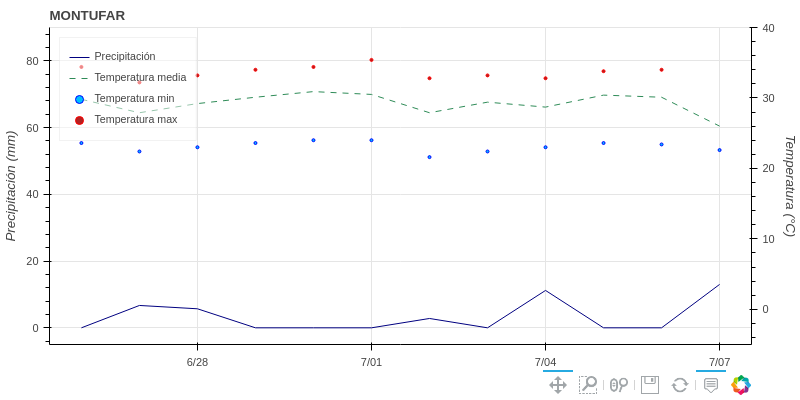 MONTUFAR
Precipitación
Temperatura media
Temperatura min
Temperatura max
80
60
40
20
0
Precipitación (mm)
40
30
20
10
0
Temperatura (°C)
6/28
7/01
7/04
7/07